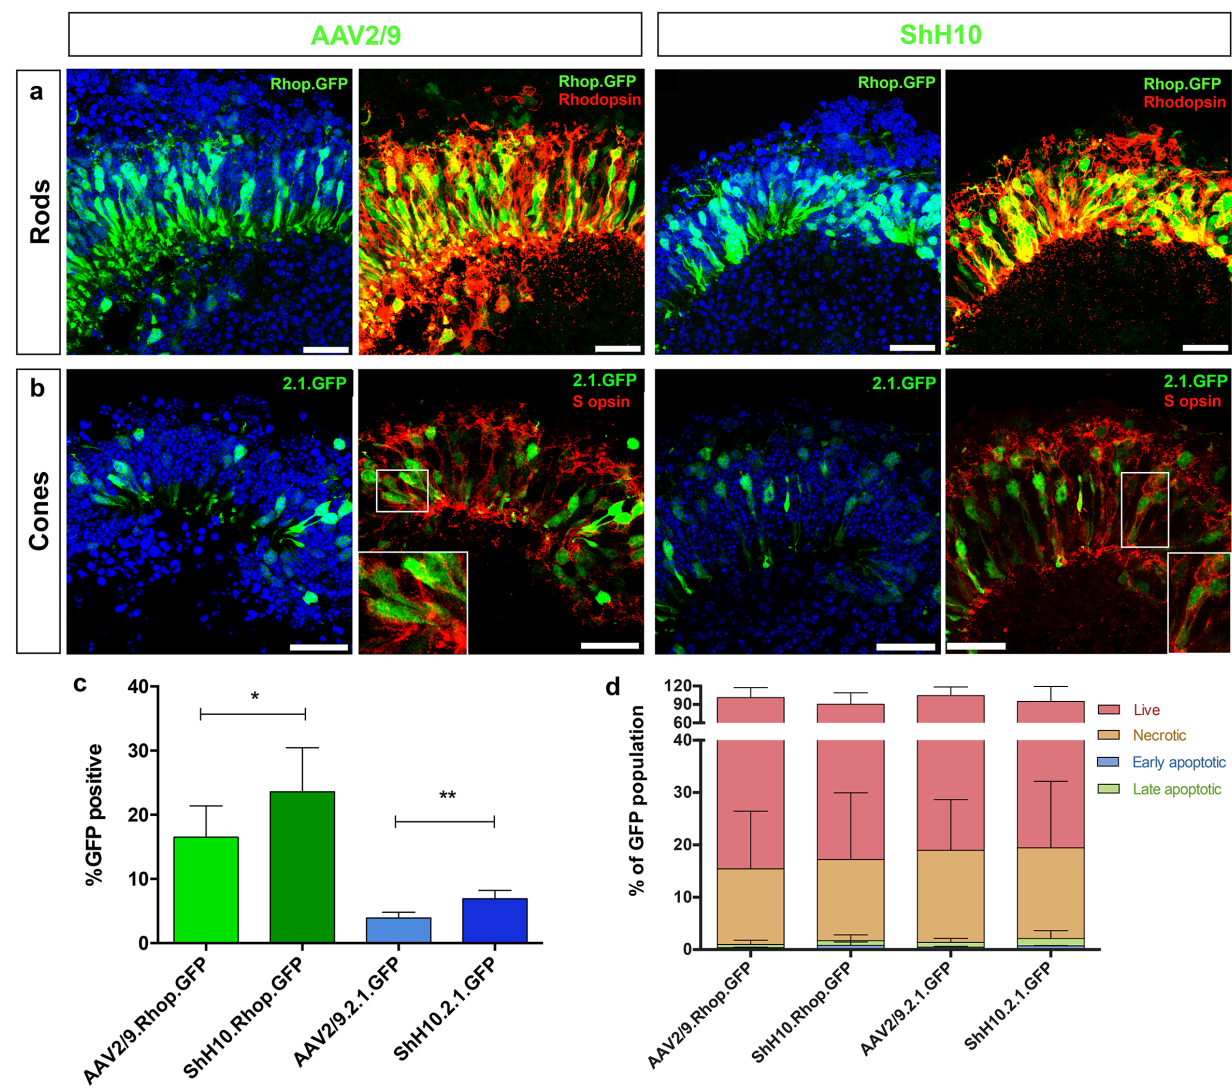 AAV2/9
ShH10
a
Rods
Rhop.GFP
Rhop.GFP
Rhodopsin
Rhop.GFP
Rhop.GFP
Rhodopsin
b
Cones
2.1.GFP
2.1.GFP
S opsin
2.1.GFP
2.1.GFP
S opsin
c
%GFP positive
40
30
20
10
0
*
**
AAV2/9.Rhop.GFP
ShH10.Rhop.GFP
AAV2/9.2.1.GFP
ShH10.2.1.GFP
d
% of GFP population
120
90
60
40
30
20
10
0
AAV2/9.Rhop.GFP
ShH10.Rhop.GFP
AAV2/9.2.1.GFP
ShH10.2.1.GFP
Live
Necrotic
Early apoptotic
Late apoptotic